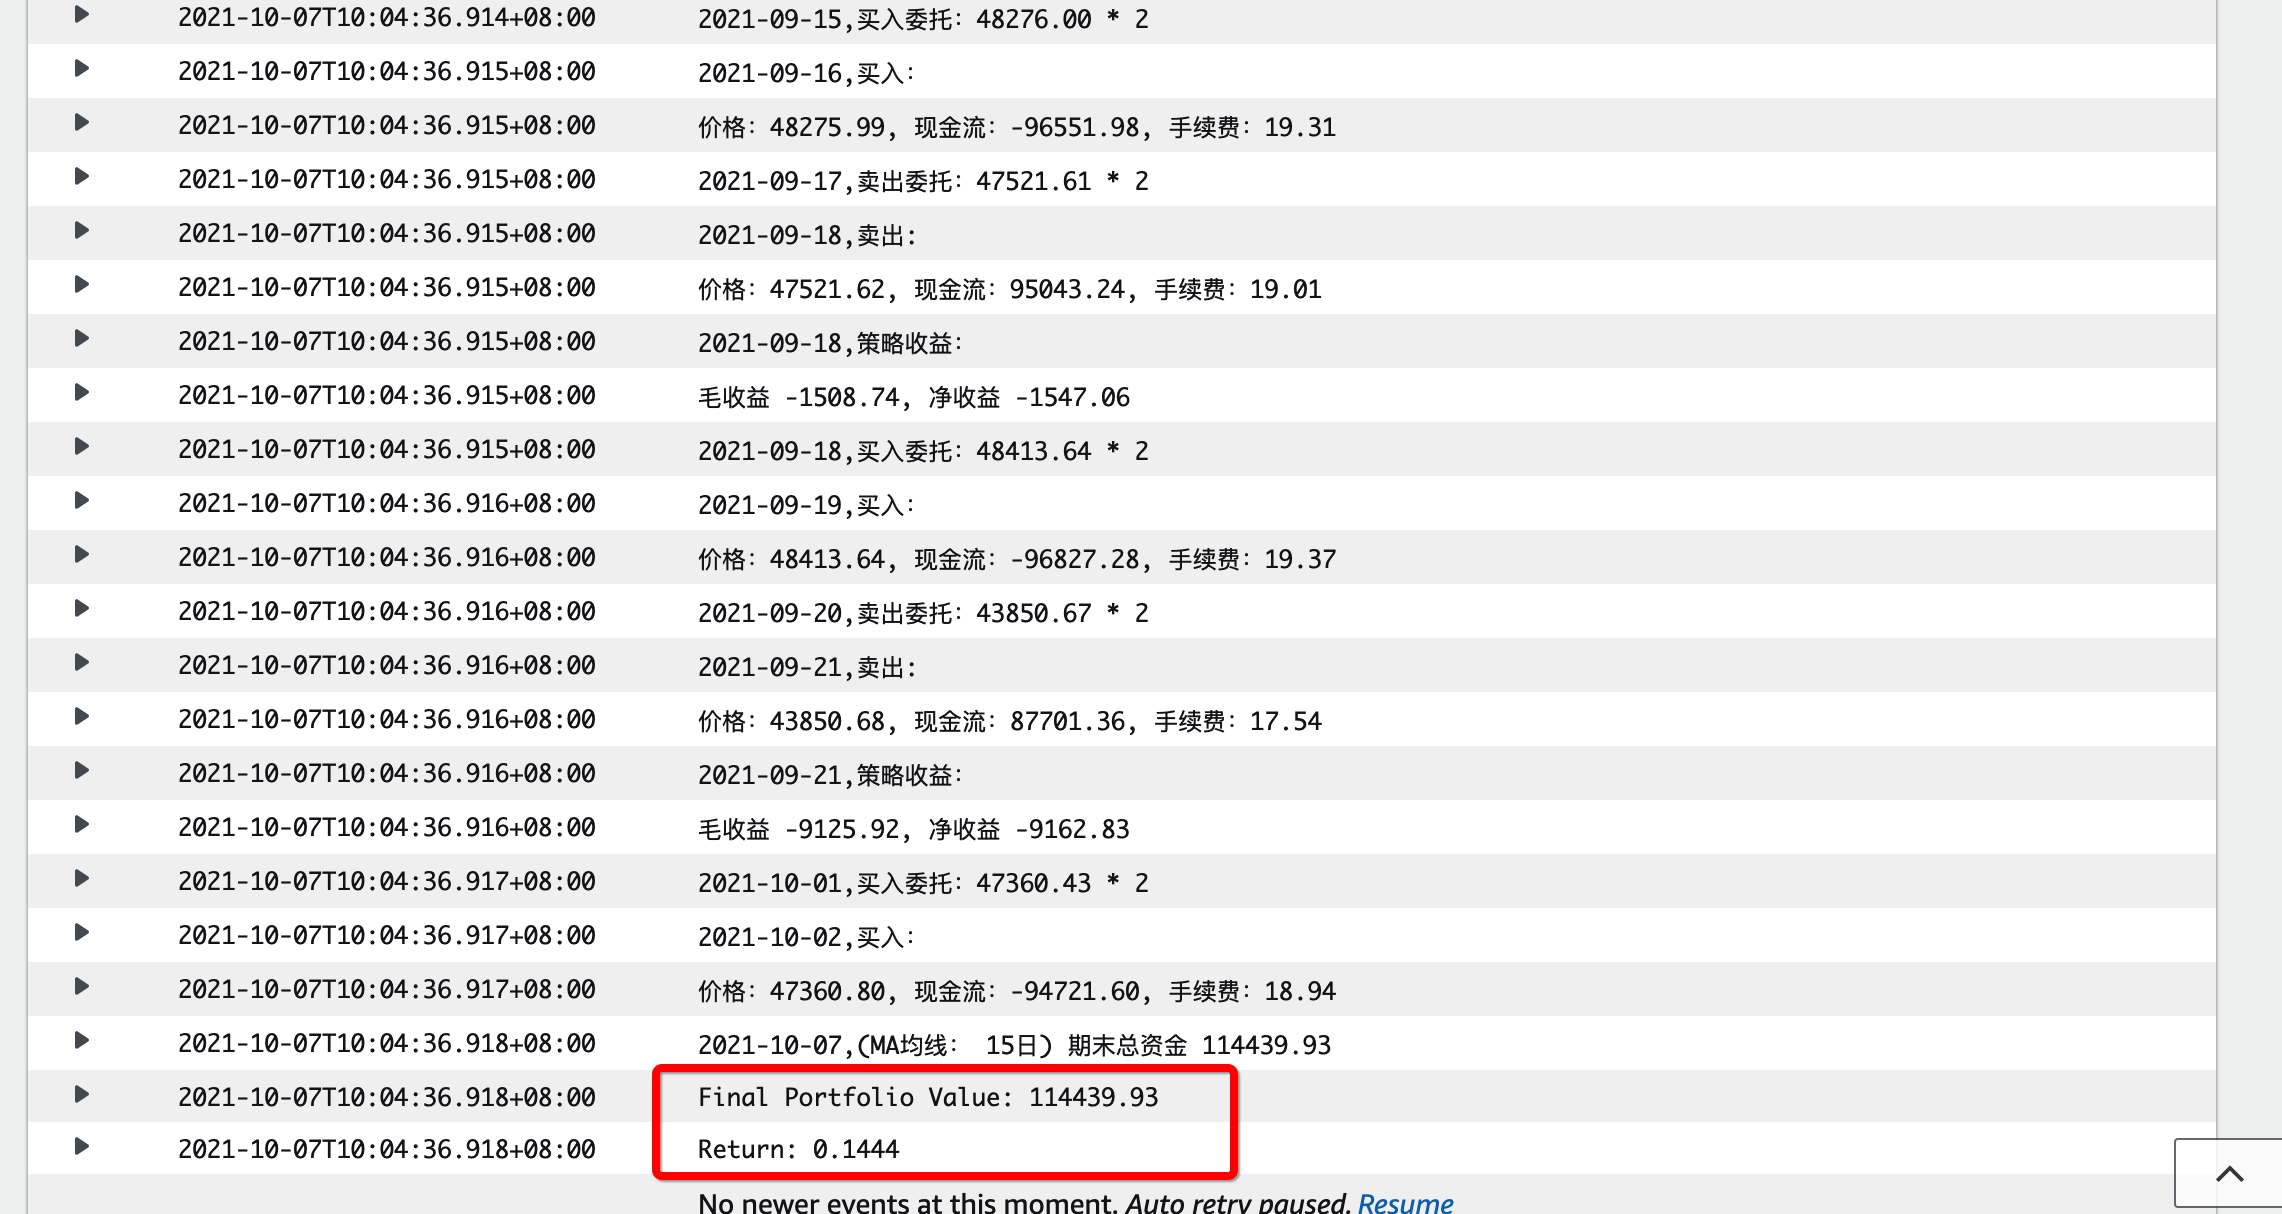 2021-10-07T10:04:36.914+08:00 2021-09-15,买入委托: 48276.00 * 2
2021-10-07T10:04:36.915+08:00 2021-09-16,买入:
2021-10-07T10:04:36.915+08:00 价格: 48275.99, 现金流: -96551.98, 手续费: 19.31
2021-10-07T10:04:36.915+08:00 2021-09-17,卖出委托: 47521.61 * 2
2021-10-07T10:04:36.915+08:00 2021-09-18,卖出:
2021-10-07T10:04:36.915+08:00 价格: 47521.62, 现金流: 95043.24, 手续费: 19.01
2021-10-07T10:04:36.915+08:00 2021-09-18,策略收益:
2021-10-07T10:04:36.915+08:00 毛收益 -1508.74, 净收益 -1547.06
2021-10-07T10:04:36.915+08:00 2021-09-18,买入委托: 48413.64 * 2
2021-10-07T10:04:36.916+08:00 2021-09-19,买入:
2021-10-07T10:04:36.916+08:00 价格: 48413.64, 现金流: -96827.28, 手续费: 19.37
2021-10-07T10:04:36.916+08:00 2021-09-20,卖出委托: 43850.67 * 2
2021-10-07T10:04:36.916+08:00 2021-09-21,卖出:
2021-10-07T10:04:36.916+08:00 价格: 43850.68, 现金流: 87701.36, 手续费: 17.54
2021-10-07T10:04:36.916+08:00 2021-09-21,策略收益:
2021-10-07T10:04:36.916+08:00 毛收益 -9125.92, 净收益 -9162.83
2021-10-07T10:04:36.917+08:00 2021-10-01,买入委托: 47360.43 * 2
2021-10-07T10:04:36.917+08:00 2021-10-02,买入:
2021-10-07T10:04:36.917+08:00 价格: 47360.80, 现金流: -94721.60, 手续费: 18.94
2021-10-07T10:04:36.918+08:00 2021-10-07,(MA均线: 15日) 期末总资金 114439.93
2021-10-07T10:04:36.918+08:00 Final Portfolio Value: 114439.93
2021-10-07T10:04:36.918+08:00 Return: 0.1444
No newer events at this moment. Auto retry paused. Resume